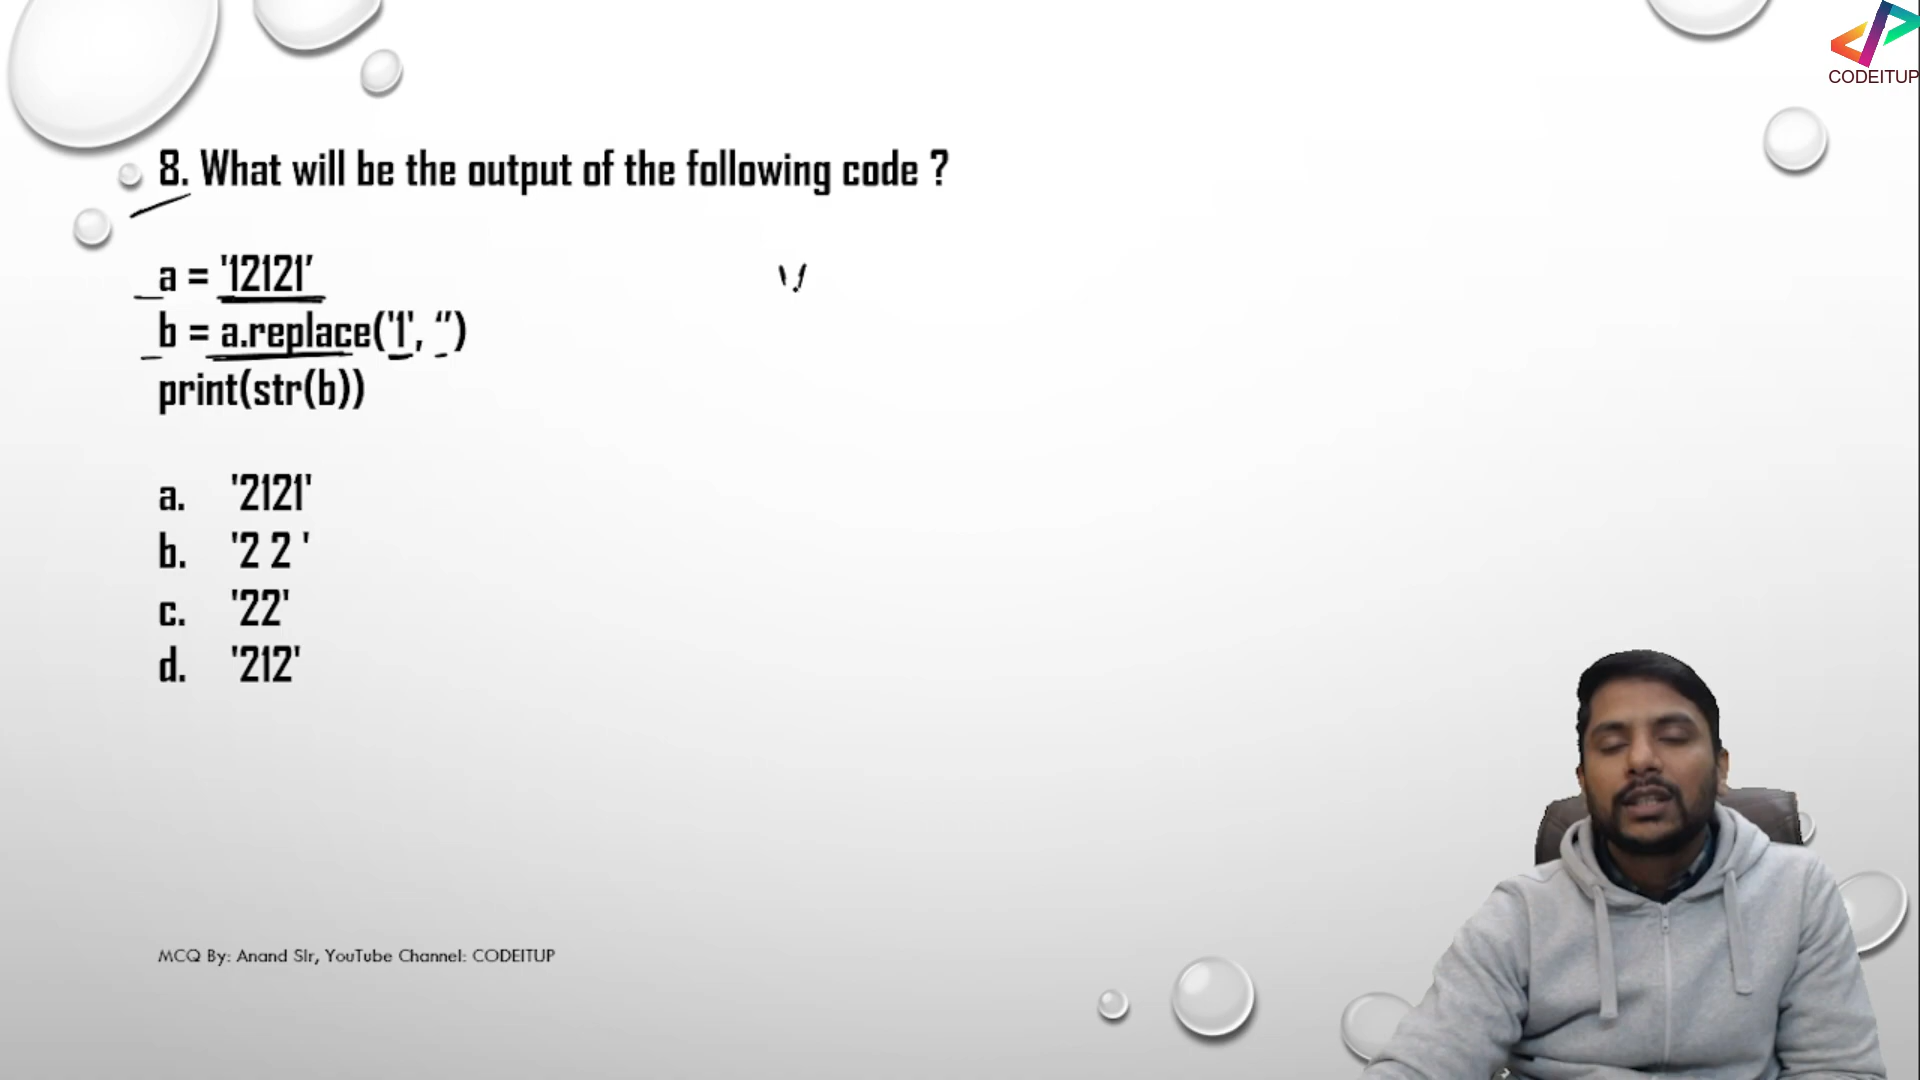 CODEITUP
8. What will be the output of the following code ?
a = '12121’
b = a.replace('1', ‘’)
print(str(b))
a. '2121'
b. '2 2 '
c. '22'
d. '212'
MCQ By: Anand SIr, YouTube Channel: CODEITUP